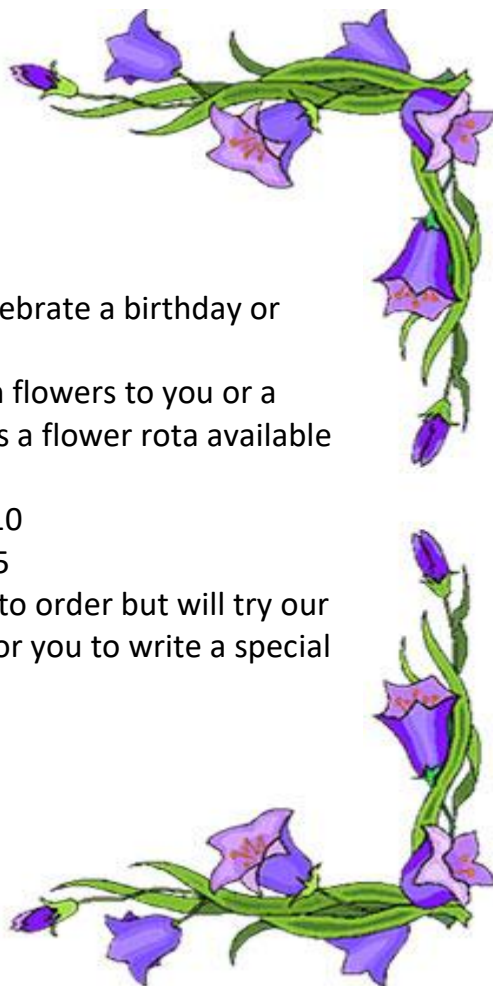 ebrate a birthday or
flowers to you or a
s a flower rota available
0
5
to order but will try our
or you to write a special